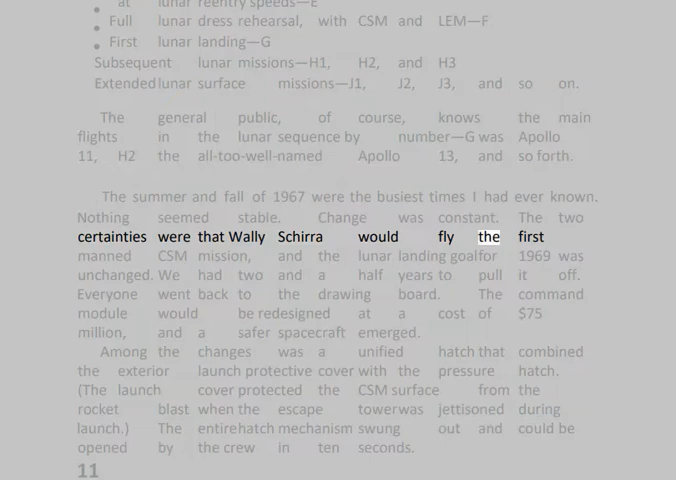 at lunar reentry speeds—E
• Full lunar dress rehearsal, with CSM and LEM—F
• First lunar landing—G
Subsequent lunar missions—H1, H2, and H3
Extended lunar surface missions—J1, J2, J3, and so on.
The general public, of course, knows the main
flights in the lunar sequence by number—G was Apollo
11, H2 the all-too-well-named Apollo 13, and so forth.
The summer and fall of 1967 were the busiest times I had ever known.
Nothing seemed stable. Change was constant. The two
certainties were that Wally Schirra would fly the first
manned CSM mission, and the lunar landing goal for 1969 was
unchanged. We had two and a half years to pull it off.
Everyone went back to the drawing board. The command
module would be redesigned at a cost of $75
million, and a safer spacecraft emerged.
Among the changes was a unified hatch that combined
the exterior launch protective cover with the pressure hatch.
(The launch cover protected the CSM surface from the
rocket blast when the escape tower was jettisoned during
launch.) The entire hatch mechanism swung out and could be
opened by the crew in ten seconds.
11